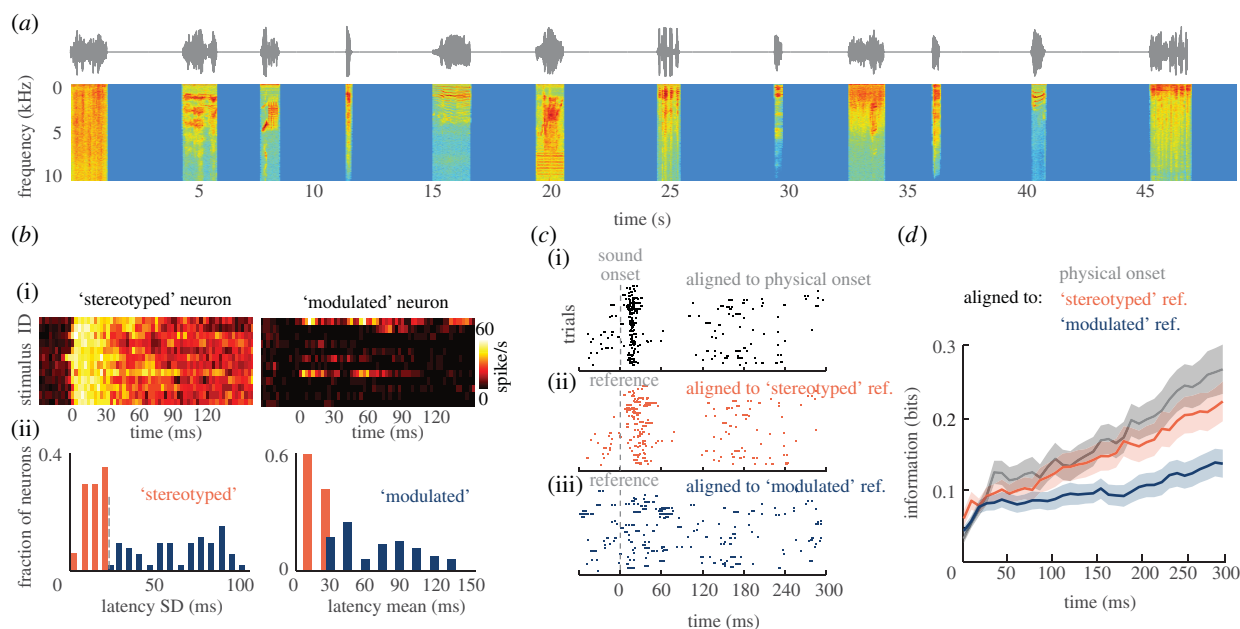 (a)
0
5
10
frequency (kHz)
5
10
15
20
25
30
35
40
45
time (s)
(b)
(i)
'stereotyped' neuron
'modulated' neuron
stimulus ID
60
0
spike/s
0 30 60 90 120
time (ms)
0 30 60 90 120
time (ms)
(ii)
0.4
0
fraction of neurons
'stereotyped'
50
100
latency SD (ms)
0.6
0
'modulated'
30 60 90 120 150
latency mean (ms)
(c)
(i)
sound
onset
aligned to physical onset
trials
(ii)
reference
aligned to 'stereotyped' ref.
(iii)
reference
aligned to 'modulated' ref.
0 60 120 180 240 300
time (ms)
(d)
physical onset
aligned to:
'stereotyped' ref.
'modulated' ref.
0.3
0.2
0.1
0
information (bits)
0 50 100 150 200 250 300
time (ms)